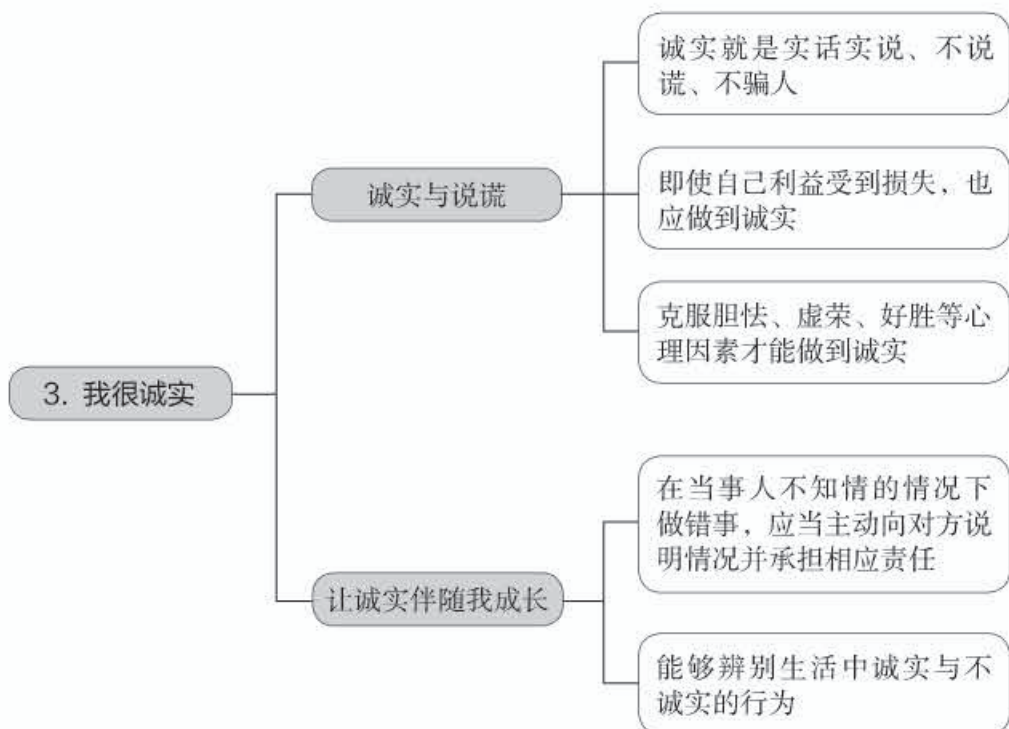 诚实就是实话实说、不说
谎、不骗人
诚实与说谎
即使自己利益受到损失，也
应做到诚实
克服胆怯、虚荣、好胜等心
理因素才能做到诚实
3. 我很诚实
在当事人不知情的情况下
做错事，应当主动向对方说
明情况并承担相应责任
让诚实伴随我成长
能够辨别生活中诚实与不
诚实的行为